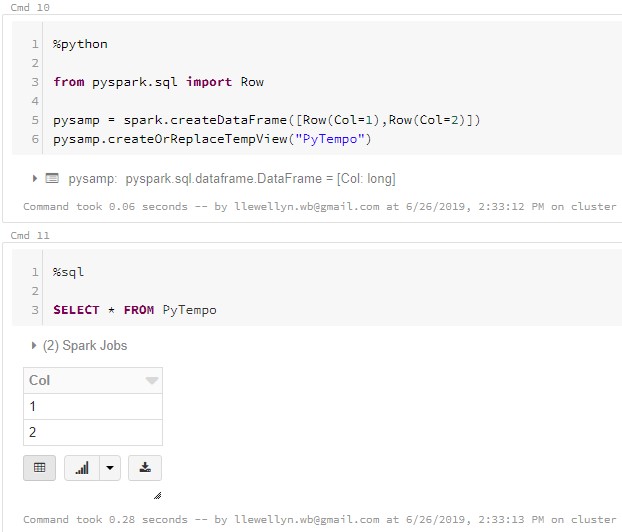 Cmd 10
1 %python
2
3 from pyspark.sql import Row
4
5 pysamp = spark.createDataFrame([Row(Col=1),Row(Col=2)])
6 pysamp.createOrReplaceTempView("PyTempo")
pysamp: pyspark.sql.dataframe.DataFrame = [Col: long]
Command took 0.06 seconds -- by llewellyn.wb@gmail.com at 6/26/2019, 2:33:12 PM on cluster
Cmd 11
1 %sql
2
3 SELECT * FROM PyTempo
(2) Spark Jobs
Col
1
2
Command took 0.28 seconds -- by llewellyn.wb@gmail.com at 6/26/2019, 2:33:13 PM on cluster